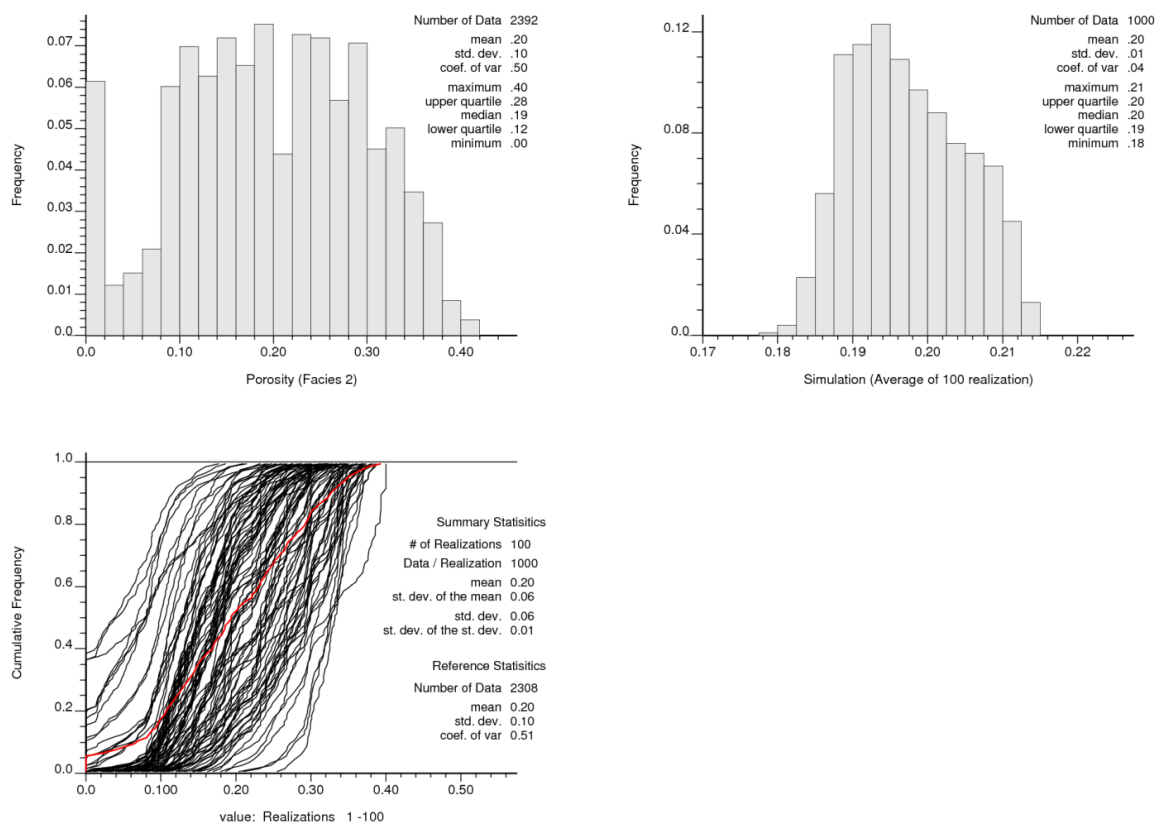 Number of Data 2392
mean .20
std. dev. .10
coef. of var .50
maximum .40
upper quartile .28
median .19
lower quartile .12
minimum .00
Frequency
0.07
0.06
0.05
0.04
0.03
0.02
0.01
0.0
0.0 0.10 0.20 0.30 0.40
Porosity (Facies 2)
Number of Data 1000
mean .20
std. dev. .01
coef. of var .04
maximum .21
upper quartile .20
median .20
lower quartile .19
minimum .18
Frequency
0.12
0.08
0.04
0.0
0.17 0.18 0.19 0.20 0.21 0.22
Simulation (Average of 100 realization)
Cumulative Frequency
1.0
0.8
0.6
0.4
0.2
0.0
0.0 0.100 0.20 0.30 0.40 0.50
value: Realizations 1 -100
Summary Statisitics
# of Realizations 100
Data / Realization 1000
mean 0.20
st. dev. of the mean 0.06
std. dev. 0.06
st. dev. of the st. dev. 0.01
Reference Statisitics
Number of Data 2308
mean 0.20
std. dev. 0.10
coef. of var 0.51